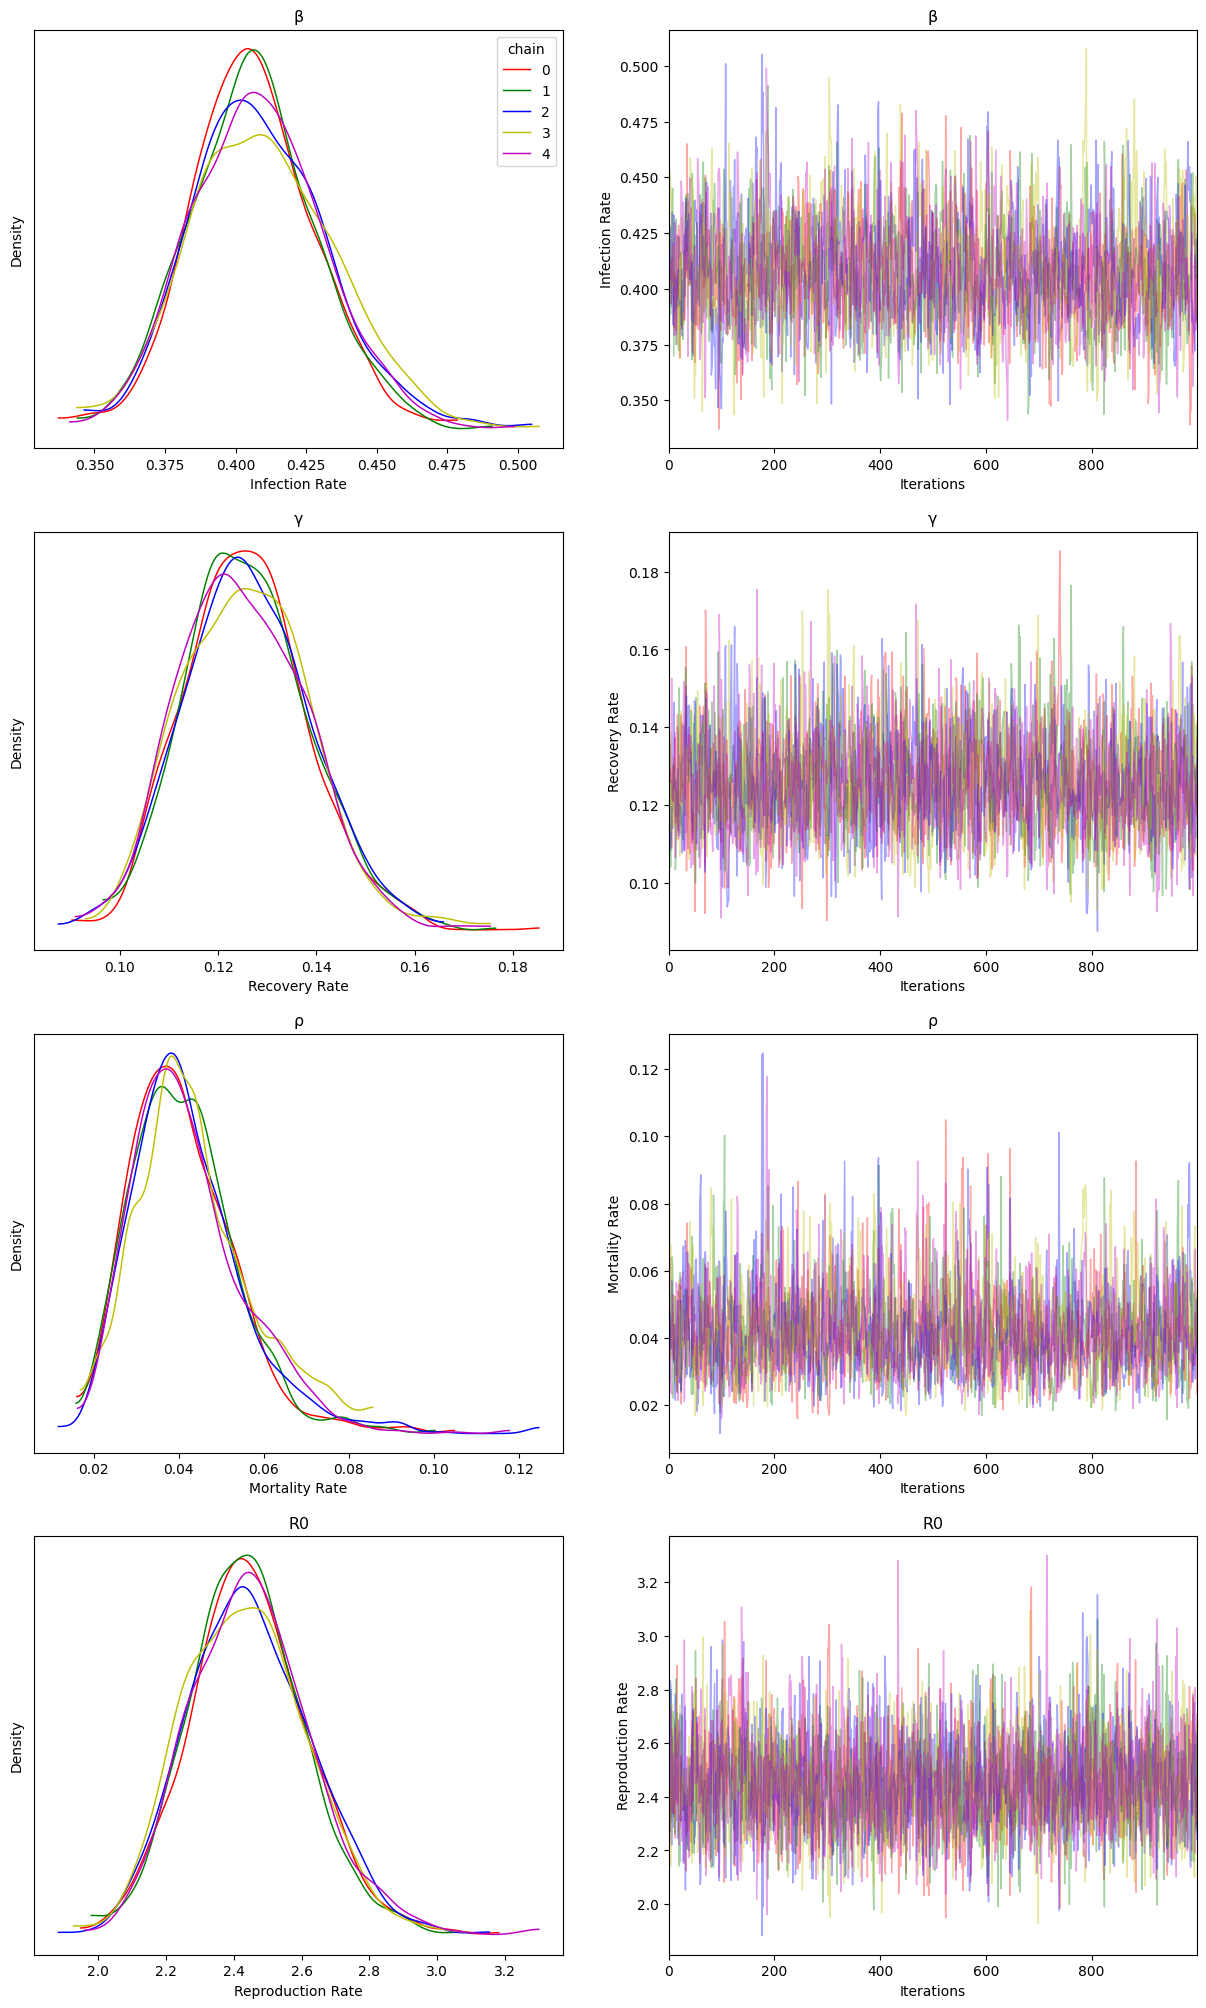 β
Density
chain
0
1
2
3
4
0.350 0.375 0.400 0.425 0.450 0.475 0.500
Infection Rate
β
Infection Rate
0.500
0.475
0.450
0.425
0.400
0.375
0.350
0 200 400 600 800
Iterations
γ
Density
0.10 0.12 0.14 0.16 0.18
Recovery Rate
γ
Recovery Rate
0.18
0.16
0.14
0.12
0.10
0 200 400 600 800
Iterations
ρ
Density
0.02 0.04 0.06 0.08 0.10 0.12
Mortality Rate
ρ
Mortality Rate
0.12
0.10
0.08
0.06
0.04
0.02
0 200 400 600 800
Iterations
R0
Density
2.0 2.2 2.4 2.6 2.8 3.0 3.2
Reproduction Rate
R0
Reproduction Rate
3.2
3.0
2.8
2.6
2.4
2.2
2.0
0 200 400 600 800
Iterations